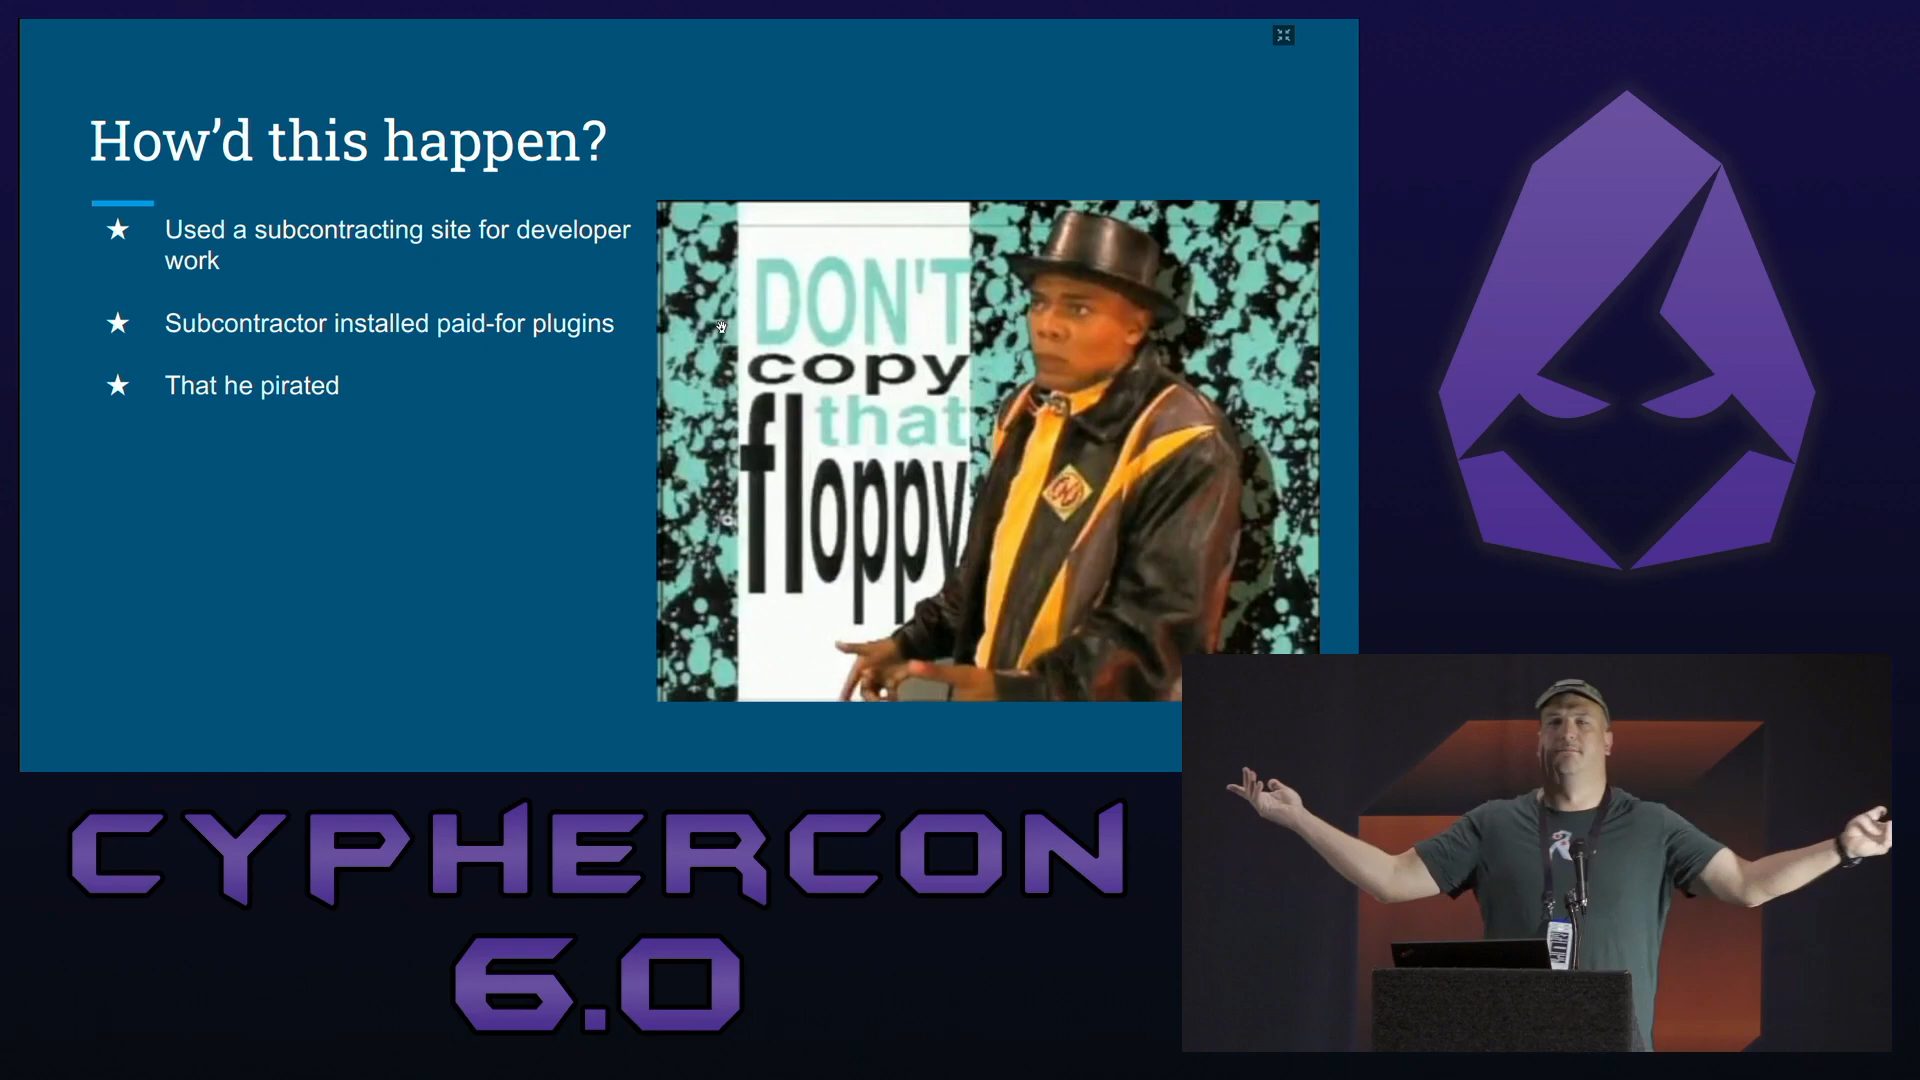 How'd this happen?
★ Used a subcontracting site for developer
work
★ Subcontractor installed paid-for plugins
★ That he pirated
DON'T
copy
that
floppy
CYPHERCON
6.0